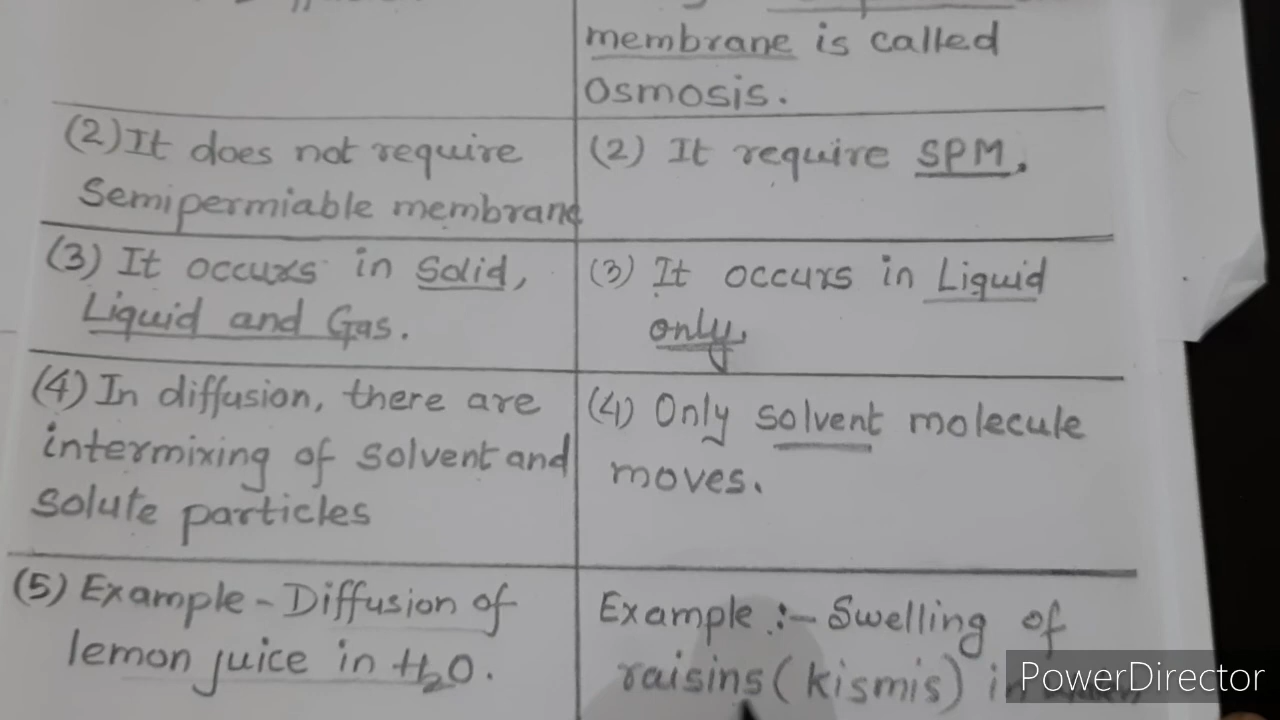 membrane is called
Osmosis.
(2) It does not require
Semipermiable membrane
(2) It require SPM.
(3) It occurs in Solid,
Liquid and Gas.
(3) It occurs in Liquid
only.
(4) In diffusion, there are
intermixing of solvent and
solute particles
(4) Only solvent molecule
moves.
(5) Example - Diffusion of
lemon juice in H₂O.
Example :- Swelling of
raisins (kismis) in
PowerDirector